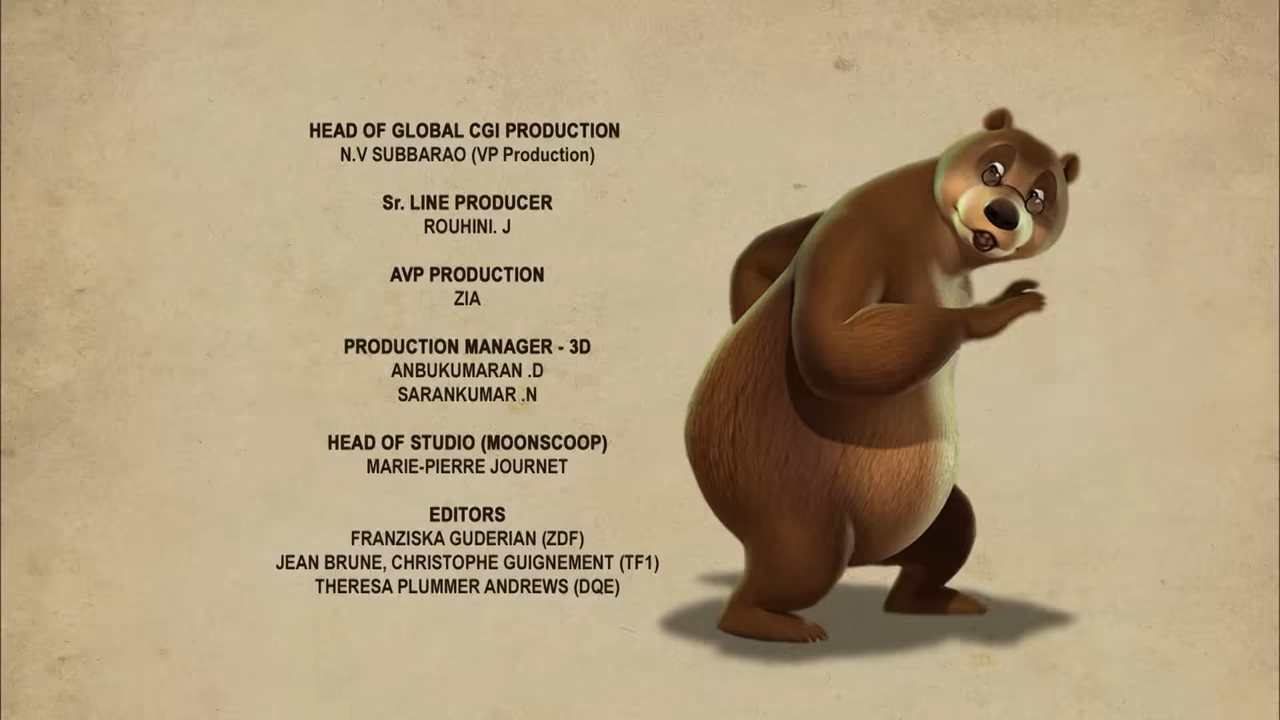 HEAD OF GLOBAL CGI PRODUCTION
N.V SUBBARAO (VP Production)
Sr. LINE PRODUCER
ROUHINI. J
AVP PRODUCTION
ZIA
PRODUCTION MANAGER - 3D
ANBUKUMARAN .D
SARANKUMAR .N
HEAD OF STUDIO (MOONSCOOP)
MARIE-PIERRE JOURNET
EDITORS
FRANZISKA GUDERIAN (ZDF)
JEAN BRUNE, CHRISTOPHE GUIGNEMENT (TF1)
THERESA PLUMMER ANDREWS (DQE)